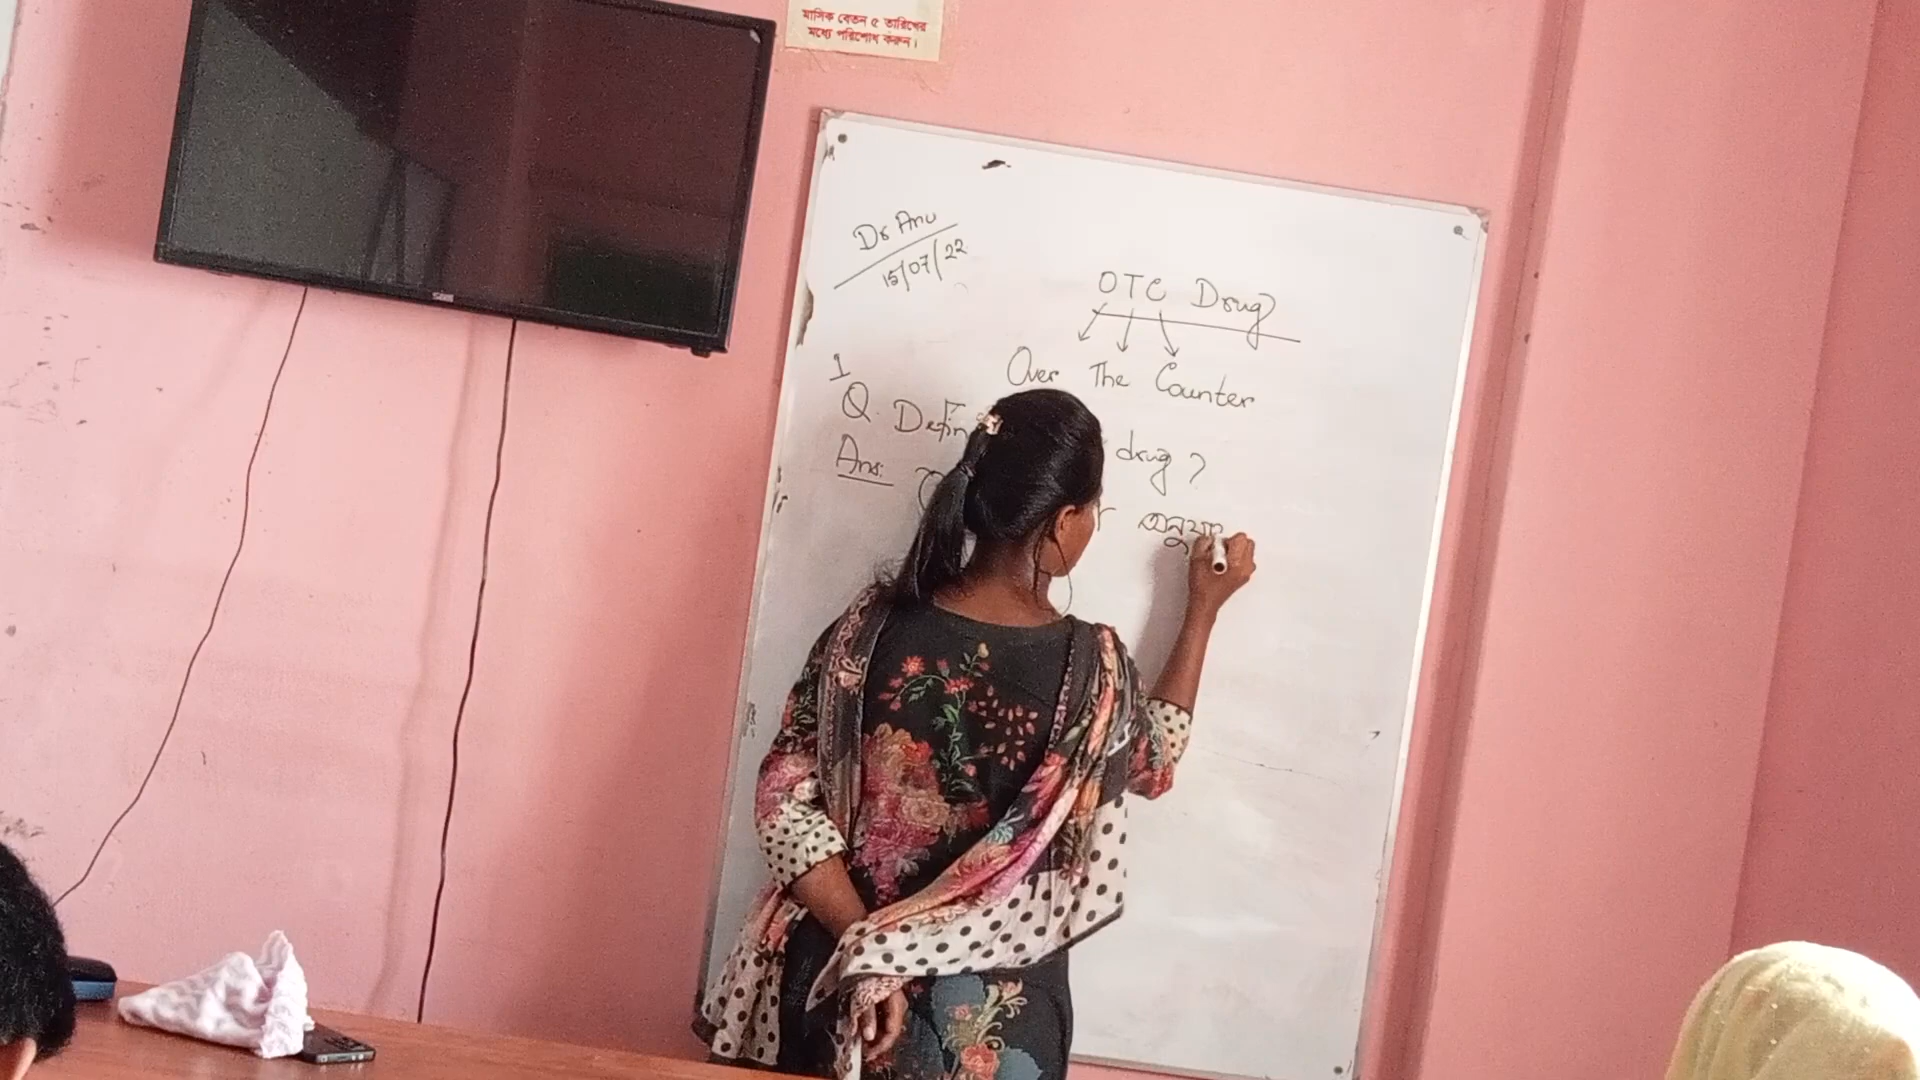 মাসিক বেতন ৫ তারিখের
মধ্যে পরিশোধ করুন।
Dr Anu
15/07/22
OTC Drug
Over The Counter
1
Q. Defin drug?
Ans: